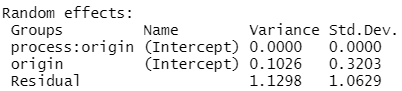 Random effects:
Groups Name Variance Std.Dev.
process:origin (Intercept) 0.0000 0.0000
origin (Intercept) 0.1026 0.3203
Residual 1.1298 1.0629